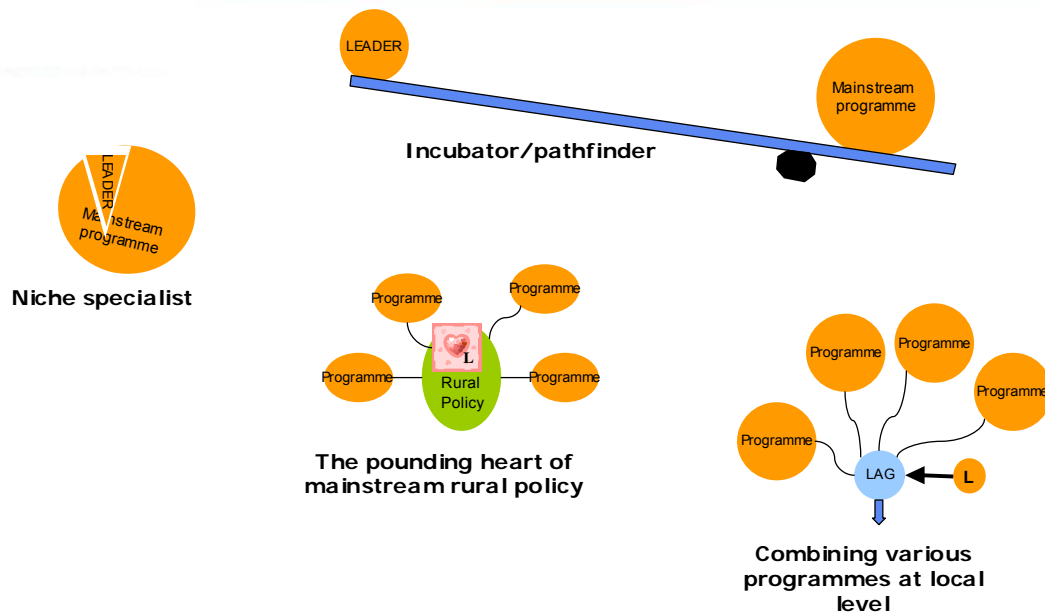 LEADER
Mainstream
programme
Incubator/pathfinder
LEADER
Mainstream
programme
Niche specialist
Programme
Programme
L
Programme
Rural
Policy
Programme
The pounding heart of
mainstream rural policy
Programme
Programme
Programme
Programme
LAG
L
Combining various
programmes at local
level